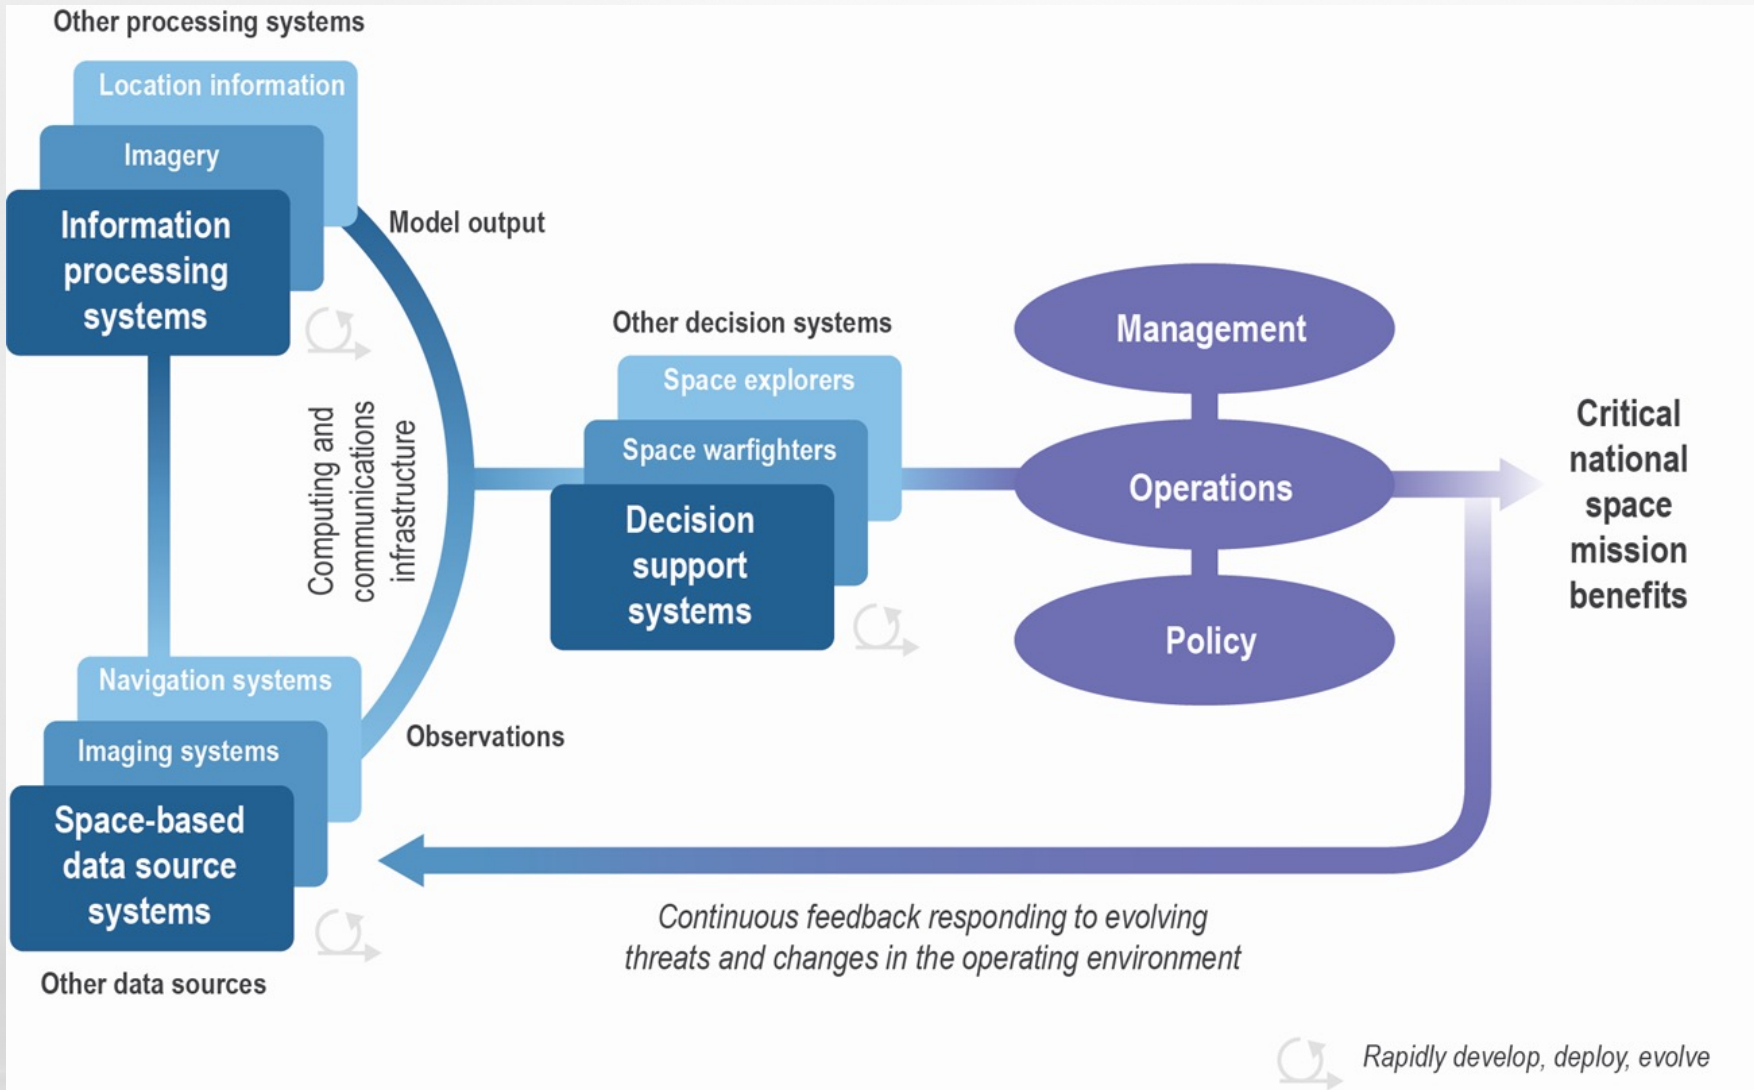 Other processing systems
Location information
Imagery
Information
processing
systems
Model output
Computing and
communications
infrastructure
Other decision systems
Space explorers
Space warfighters
Decision
support
systems
Management
Operations
Policy
Critical
national
space
mission
benefits
Navigation systems
Imaging systems
Space-based
data source
systems
Other data sources
Observations
Continuous feedback responding to evolving
threats and changes in the operating environment
Rapidly develop, deploy, evolve